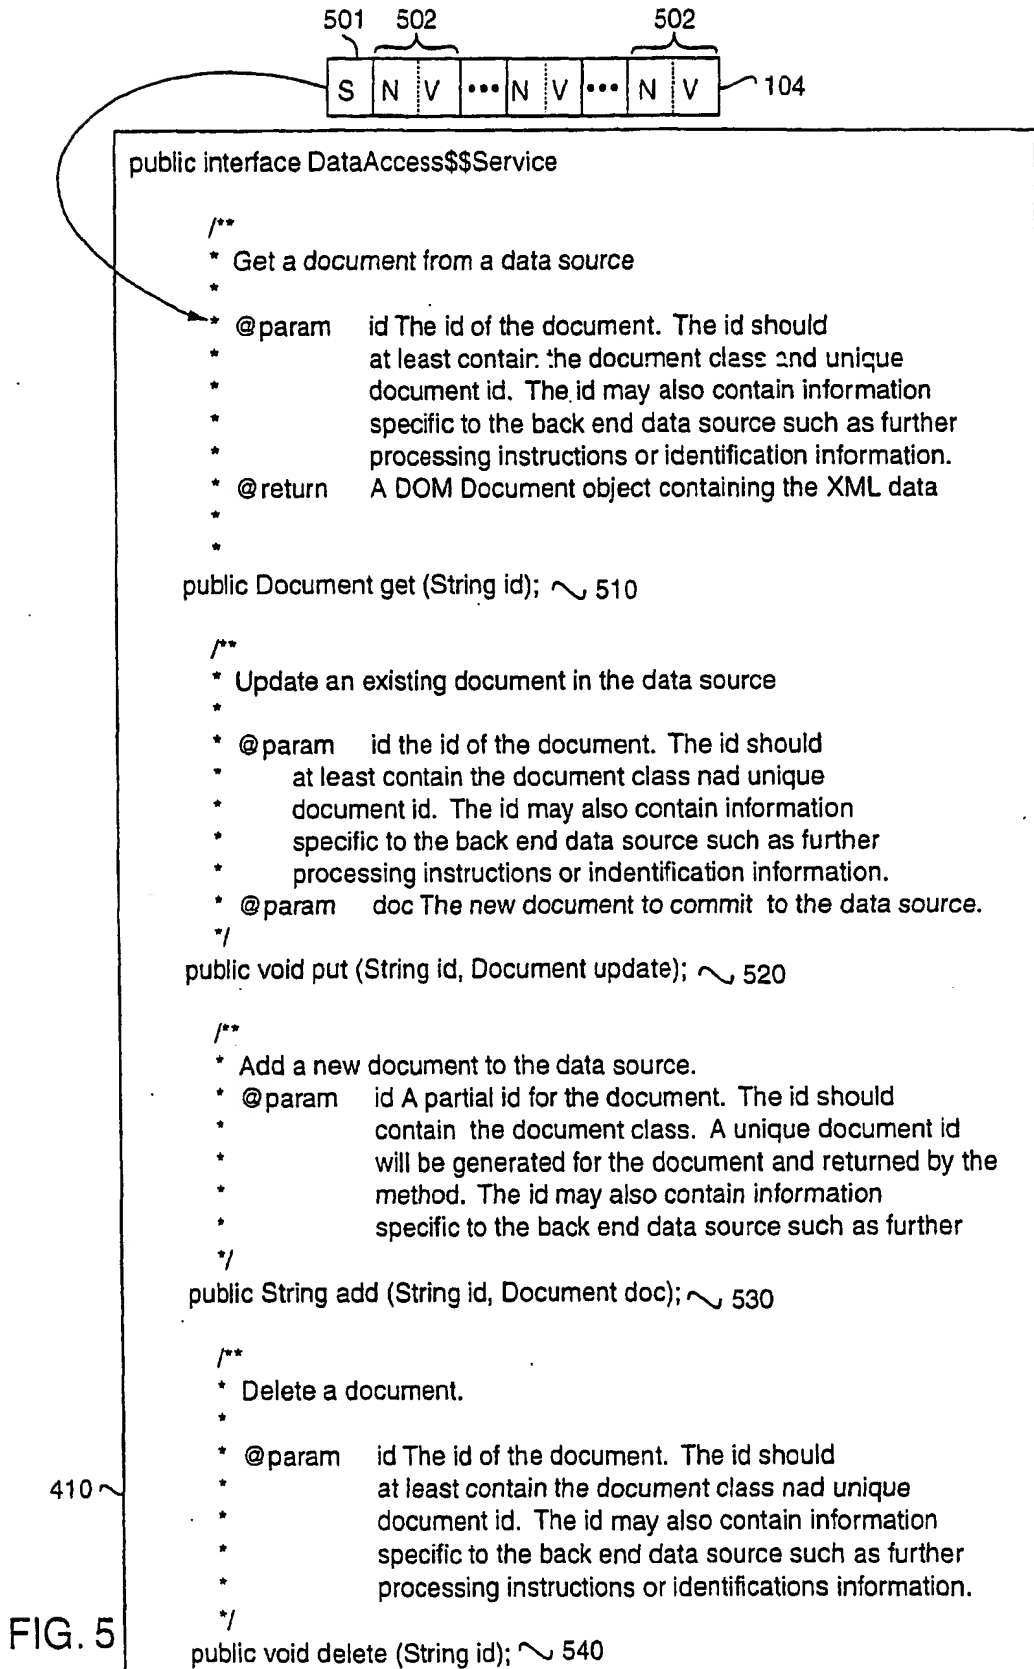 501 502 502
S N V ••• N V ••• N V 104
public interface DataAccess$$Service
/**
* Get a document from a data source
*
* @param id The id of the document. The id should
* at least contain the document class and unique
* document id. The id may also contain information
* specific to the back end data source such as further
* processing instructions or identification information.
* @return A DOM Document object containing the XML data
*
*
public Document get (String id); 510
/**
* Update an existing document in the data source
*
* @param id the id of the document. The id should
* at least contain the document class nad unique
* document id. The id may also contain information
* specific to the back end data source such as further
* processing instructions or indentification information.
* @param doc The new document to commit to the data source.
*/
public void put (String id, Document update); 520
/**
* Add a new document to the data source.
* @param id A partial id for the document. The id should
* contain the document class. A unique document id
* will be generated for the document and returned by the
* method. The id may also contain information
* specific to the back end data source such as further
*/
public String add (String id, Document doc); 530
/**
* Delete a document.
*
* @param id The id of the document. The id should
410 * at least contain the document class nad unique
* document id. The id may also contain information
* specific to the back end data source such as further
* processing instructions or identifications information.
*/
FIG. 5
public void delete (String id); 540